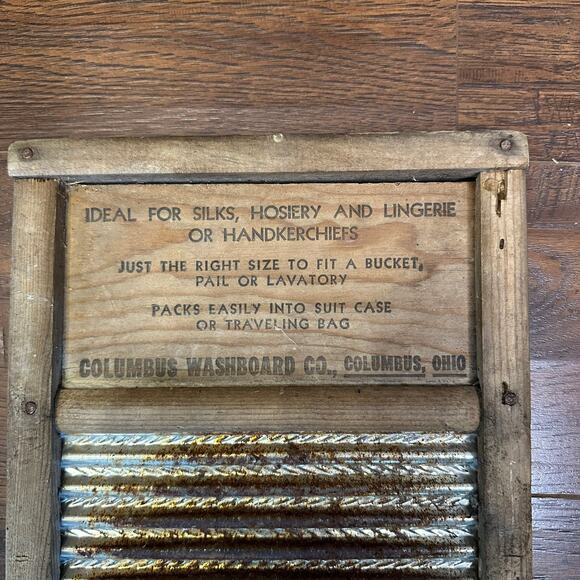 IDEAL FOR SILKS, HOSIERY AND LINGERIE
OR HANDKERCHIEFS
JUST THE RIGHT SIZE TO FIT A BUCKET,
PAIL OR LAVATORY
PACKS EASILY INTO SUIT CASE
OR TRAVELING BAG
COLUMBUS WASHBOARD CO., COLUMBUS, OHIO